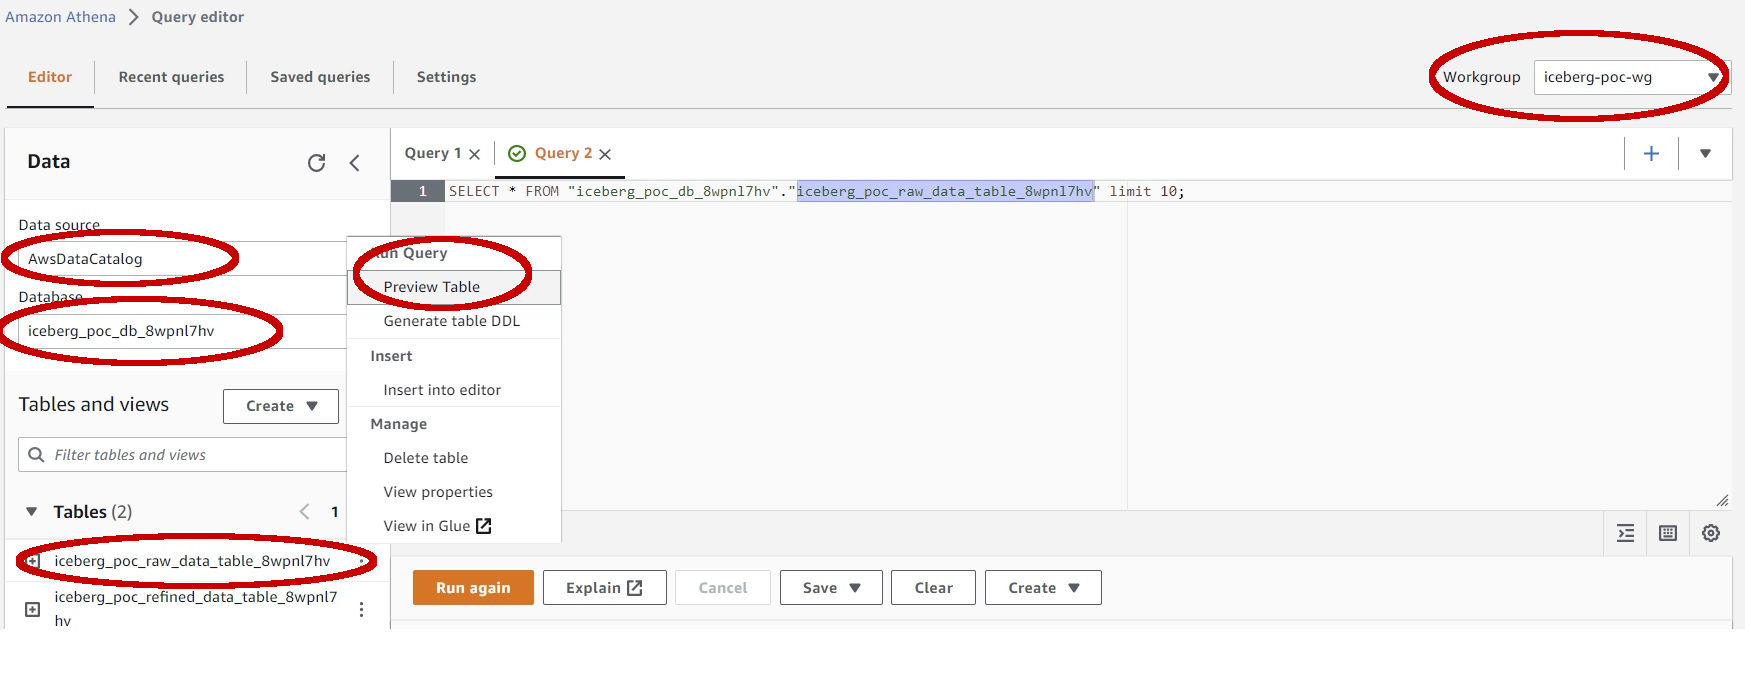 Amazon Athena > Query editor
Editor Recent queries Saved queries Settings
Workgroup iceberg-poc-wg
Data
Data source
AwsDataCatalog
Database
iceberg_poc_db_8wpnl7hv
Tables and views Create
Filter tables and views
Tables (2) < 1
iceberg_poc_raw_data_table_8wpnl7hv
iceberg_poc_refined_data_table_8wpnl7
hv
Query 1 Query 2
1 SELECT * FROM "iceberg_poc_db_8wpnl7hv"."iceberg_poc_raw_data_table_8wpnl7hv" limit 10;
Run Query
Preview Table
Generate table DDL
Insert
Insert into editor
Manage
Delete table
View properties
View in Glue
Run again Explain Cancel Save Clear Create